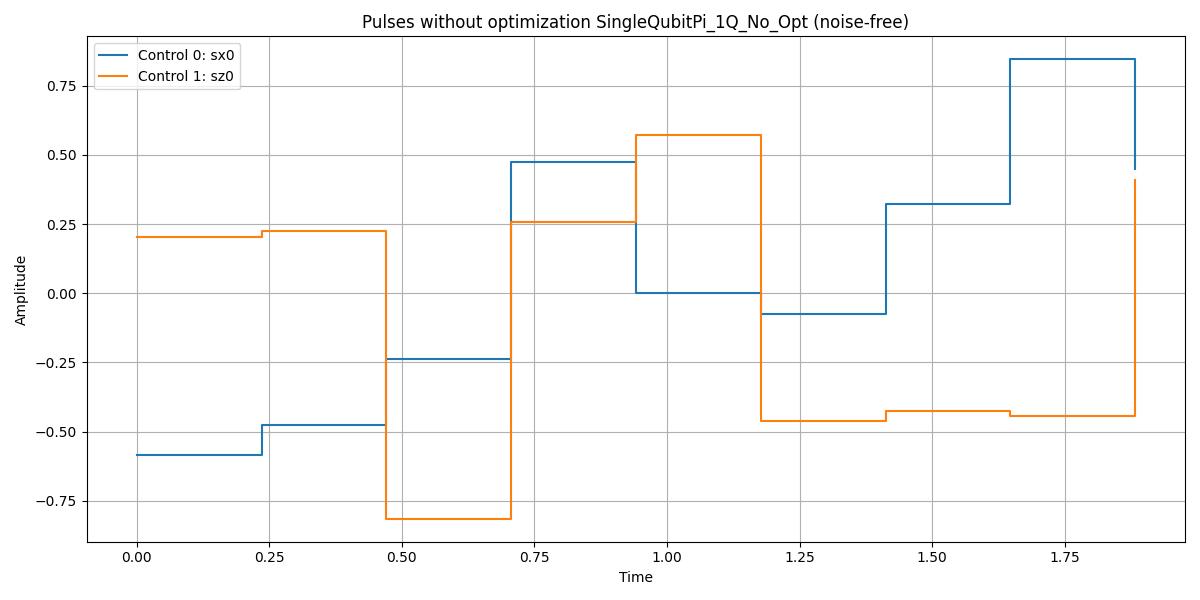 Pulses without optimization SingleQubitPi_1Q_No_Opt (noise-free)
Control 0: sx0
Control 1: sz0
Amplitude
0.75
0.50
0.25
0.00
−0.25
−0.50
−0.75
0.00 0.25 0.50 0.75 1.00 1.25 1.50 1.75
Time